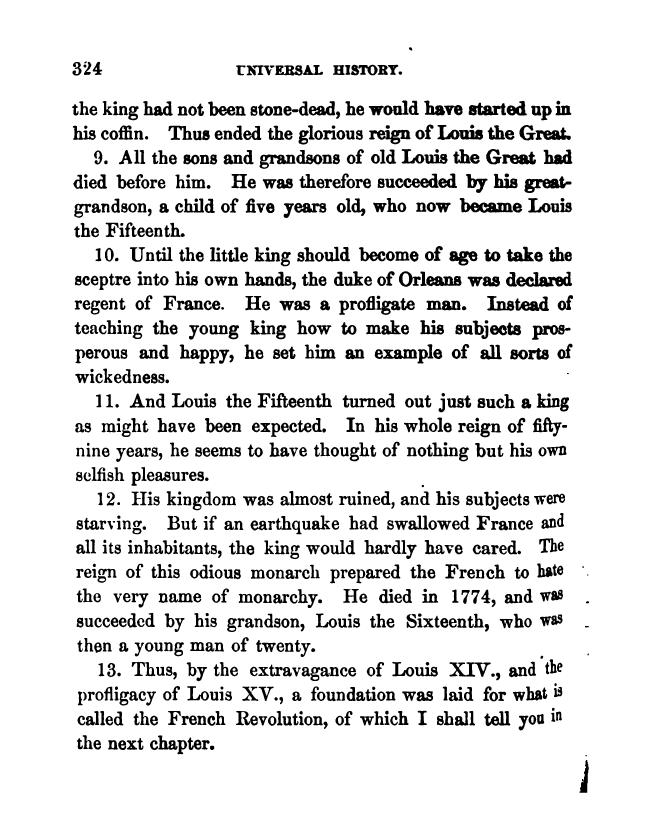 324 UNIVERSAL HISTORY.
the king had not been stone-dead, he would have started up in
his coffin. Thus ended the glorious reign of Louis the Great.
9. All the sons and grandsons of old Louis the Great had
died before him. He was therefore succeeded by his great-
grandson, a child of five years old, who now became Louis
the Fifteenth.
10. Until the little king should become of age to take the
sceptre into his own hands, the duke of Orleans was declared
regent of France. He was a profligate man. Instead of
teaching the young king how to make his subjects pros-
perous and happy, he set him an example of all sorts of
wickedness.
11. And Louis the Fifteenth turned out just such a king
as might have been expected. In his whole reign of fifty-
nine years, he seems to have thought of nothing but his own
selfish pleasures.
12. His kingdom was almost ruined, and his subjects were
starving. But if an earthquake had swallowed France and
all its inhabitants, the king would hardly have cared. The
reign of this odious monarch prepared the French to hate
the very name of monarchy. He died in 1774, and was
succeeded by his grandson, Louis the Sixteenth, who was
then a young man of twenty.
13. Thus, by the extravagance of Louis XIV., and the
profligacy of Louis XV., a foundation was laid for what is
called the French Revolution, of which I shall tell you in
the next chapter.